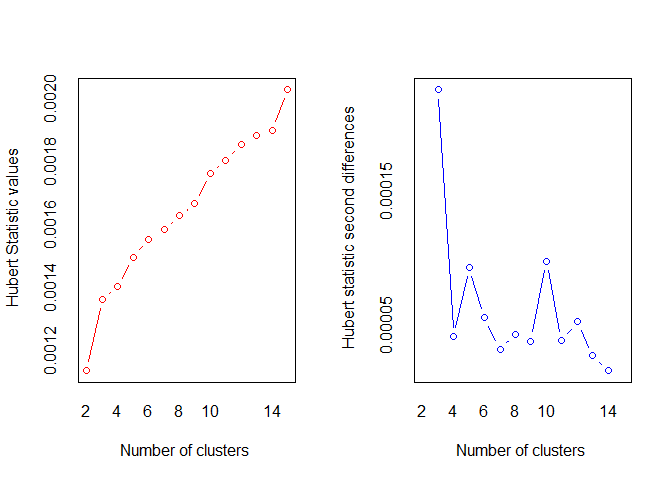 Hubert Statistic values
0.0012 0.0014 0.0016 0.0018 0.0020
2 4 6 8 10 14
Number of clusters
Hubert statistic second differences
0.00005 0.00015
2 4 6 8 10 14
Number of clusters